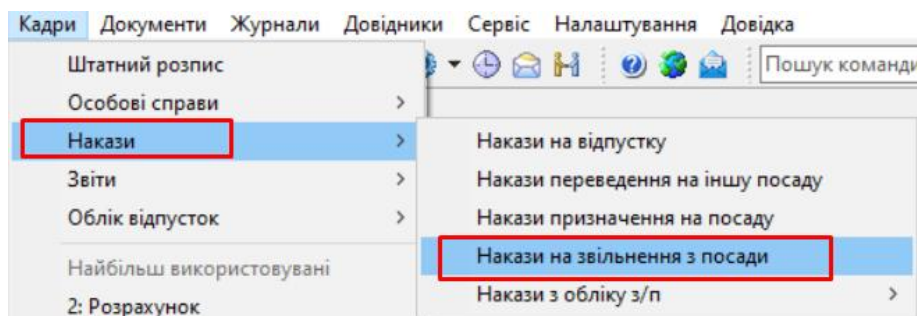 Кадри Документи Журнали Довідники Сервіс Налаштування Довідка
Пошук команди
Штатний розпис
Особові справи
Накази
Звіти
Облік відпусток
Найбільш використовувані
2: Розрахунок
Накази на відпустку
Накази переведення на іншу посаду
Накази призначення на посаду
Накази на звільнення з посади
Накази з обліку з/п